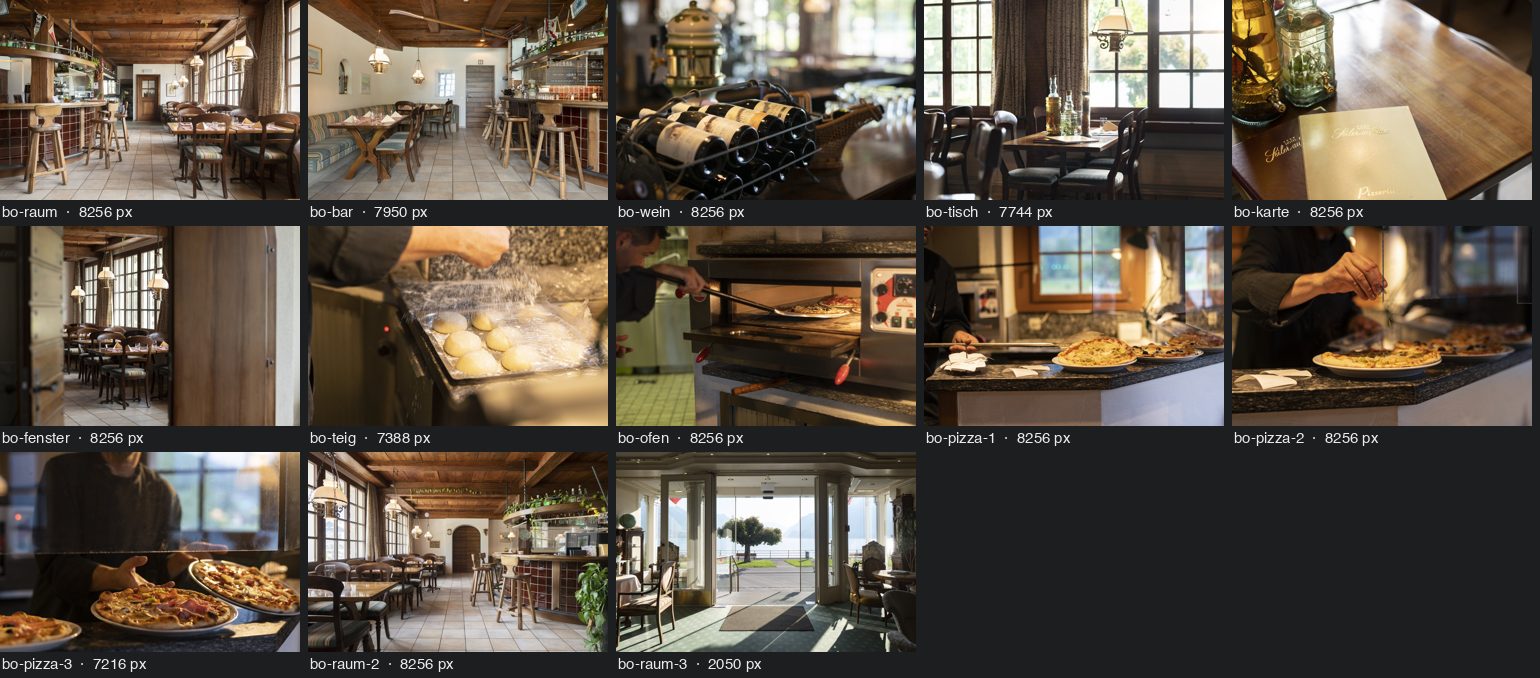 bo-raum · 8256 px
bo-bar · 7950 px
bo-wein · 8256 px
bo-tisch · 7744 px
bo-karte · 8256 px
bo-fenster · 8256 px
bo-teig · 7388 px
bo-ofen · 8256 px
bo-pizza-1 · 8256 px
bo-pizza-2 · 8256 px
bo-pizza-3 · 7216 px
bo-raum-2 · 8256 px
bo-raum-3 · 2050 px